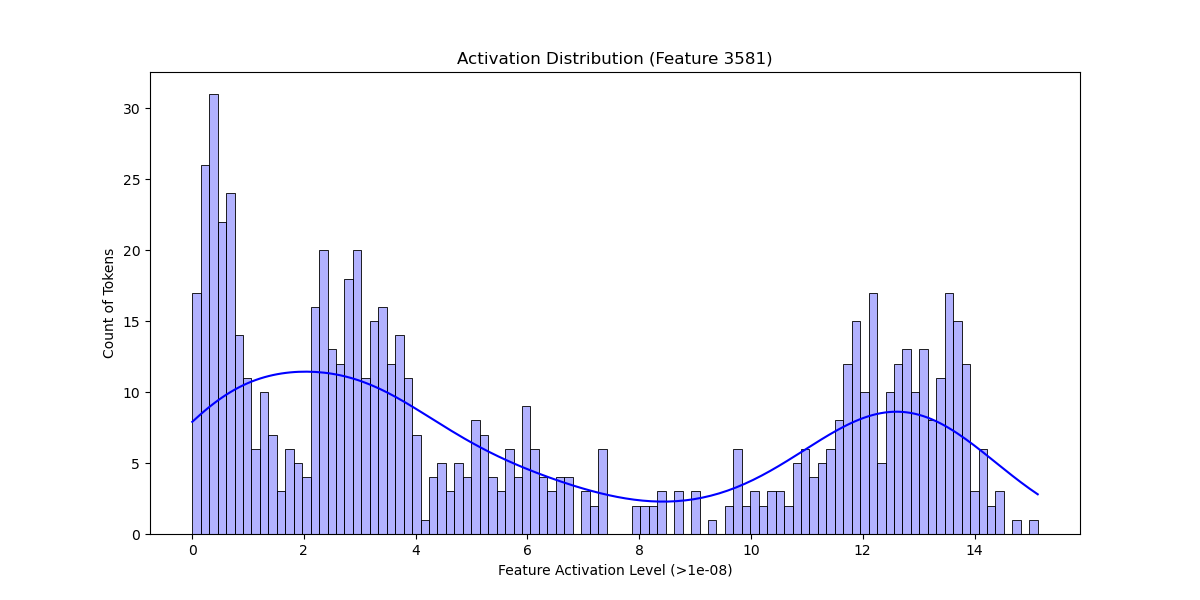 Activation Distribution (Feature 3581)
Count of Tokens
30
25
20
15
10
5
0
0 2 4 6 8 10 12 14
Feature Activation Level (>1e-08)